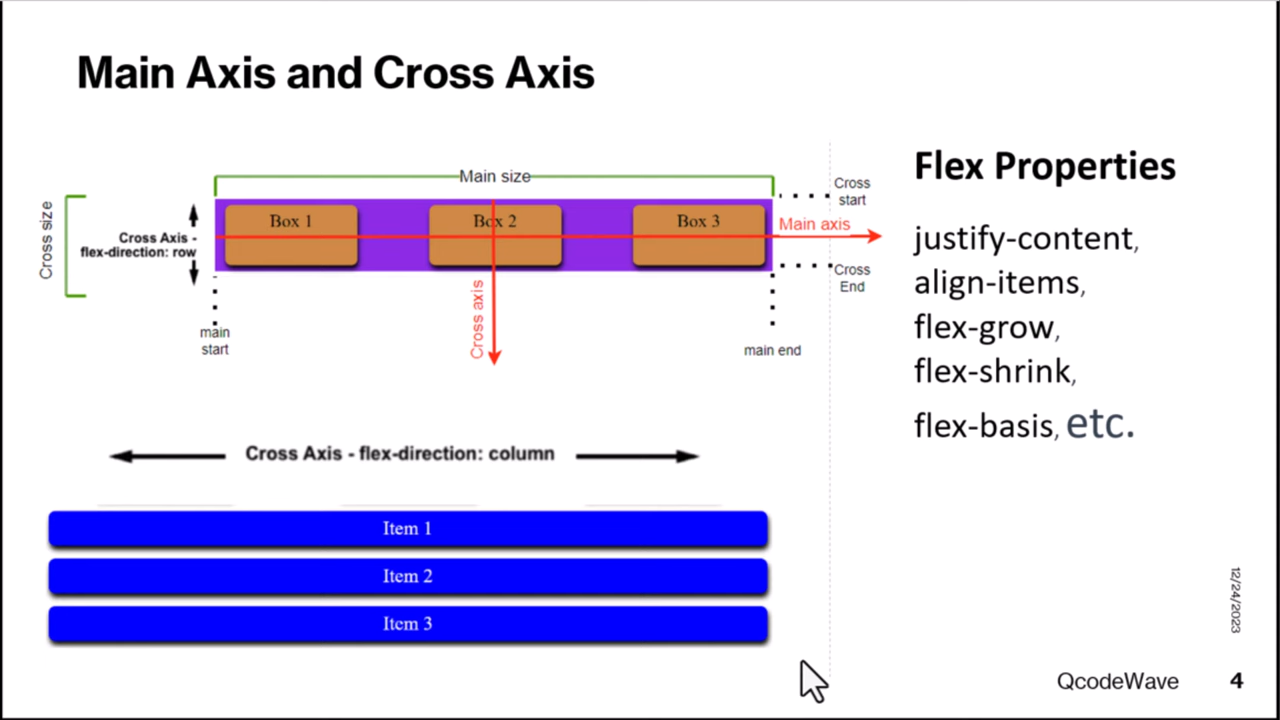 Main Axis and Cross Axis
Main size
Cross size
Cross Axis -
flex-direction: row
Box 1
Box 2
Box 3
Cross
start
Main axis
Cross
End
Cross axis
main
start
main end
Cross Axis - flex-direction: column
Item 1
Item 2
Item 3
Flex Properties
justify-content,
align-items,
flex-grow,
flex-shrink,
flex-basis, etc.
12/24/2023
QcodeWave
4